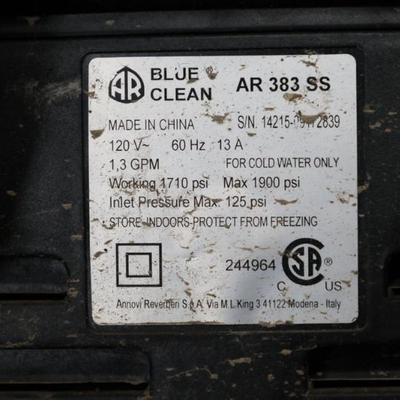 AR BLUE CLEAN AR 383 SS
MADE IN CHINA
120 V~ 60 Hz 13 A
1,3 GPM FOR COLD WATER ONLY
Working 1710 psi Max 1900 psi
Inlet Pressure Max. 125 psi
STORE INDOORS-PROTECT FROM FREEZING
244964 SA ®
C US
Annovi Reverberi S.p.A. Via M.L.King 3 41122 Modena - Italy